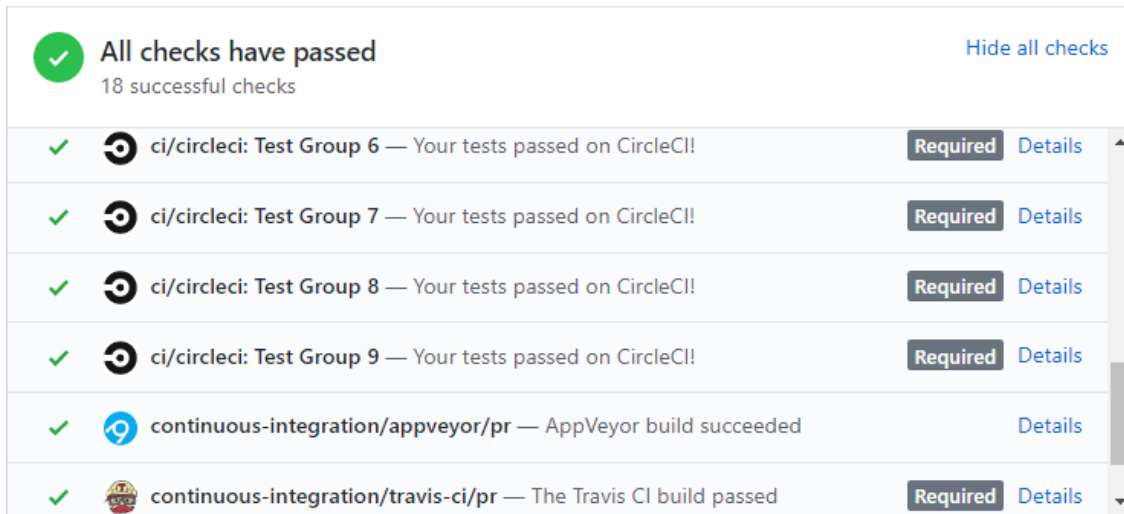 All checks have passed
Hide all checks
18 successful checks
ci/circleci: Test Group 6 — Your tests passed on CircleCI! Required Details
ci/circleci: Test Group 7 — Your tests passed on CircleCI! Required Details
ci/circleci: Test Group 8 — Your tests passed on CircleCI! Required Details
ci/circleci: Test Group 9 — Your tests passed on CircleCI! Required Details
continuous-integration/appveyor/pr — AppVeyor build succeeded Details
continuous-integration/travis-ci/pr — The Travis CI build passed Required Details